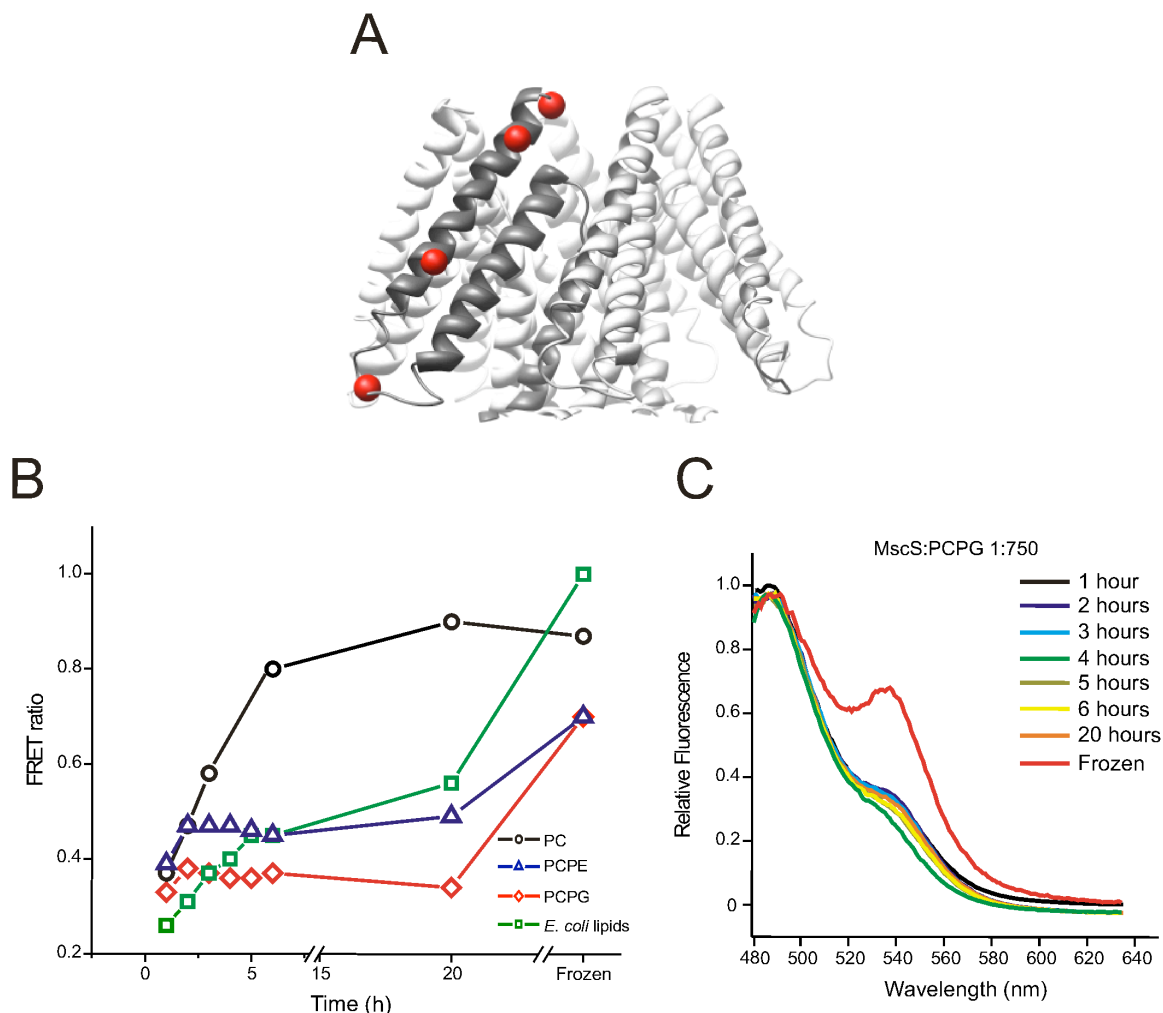 A
B
1.0
0.8
0.6
0.4
0.2
FRET ratio
0
5
15
20
Frozen
Time (h)
PC
PCPE
PCPG
E. coli lipids
C
MscS:PCPG 1:750
1 hour
2 hours
3 hours
4 hours
5 hours
6 hours
20 hours
Frozen
1.0
0.8
0.6
0.4
0.2
0
Relative Fluorescence
480
500
520
540
560
580
600
620
640
Wavelength (nm)